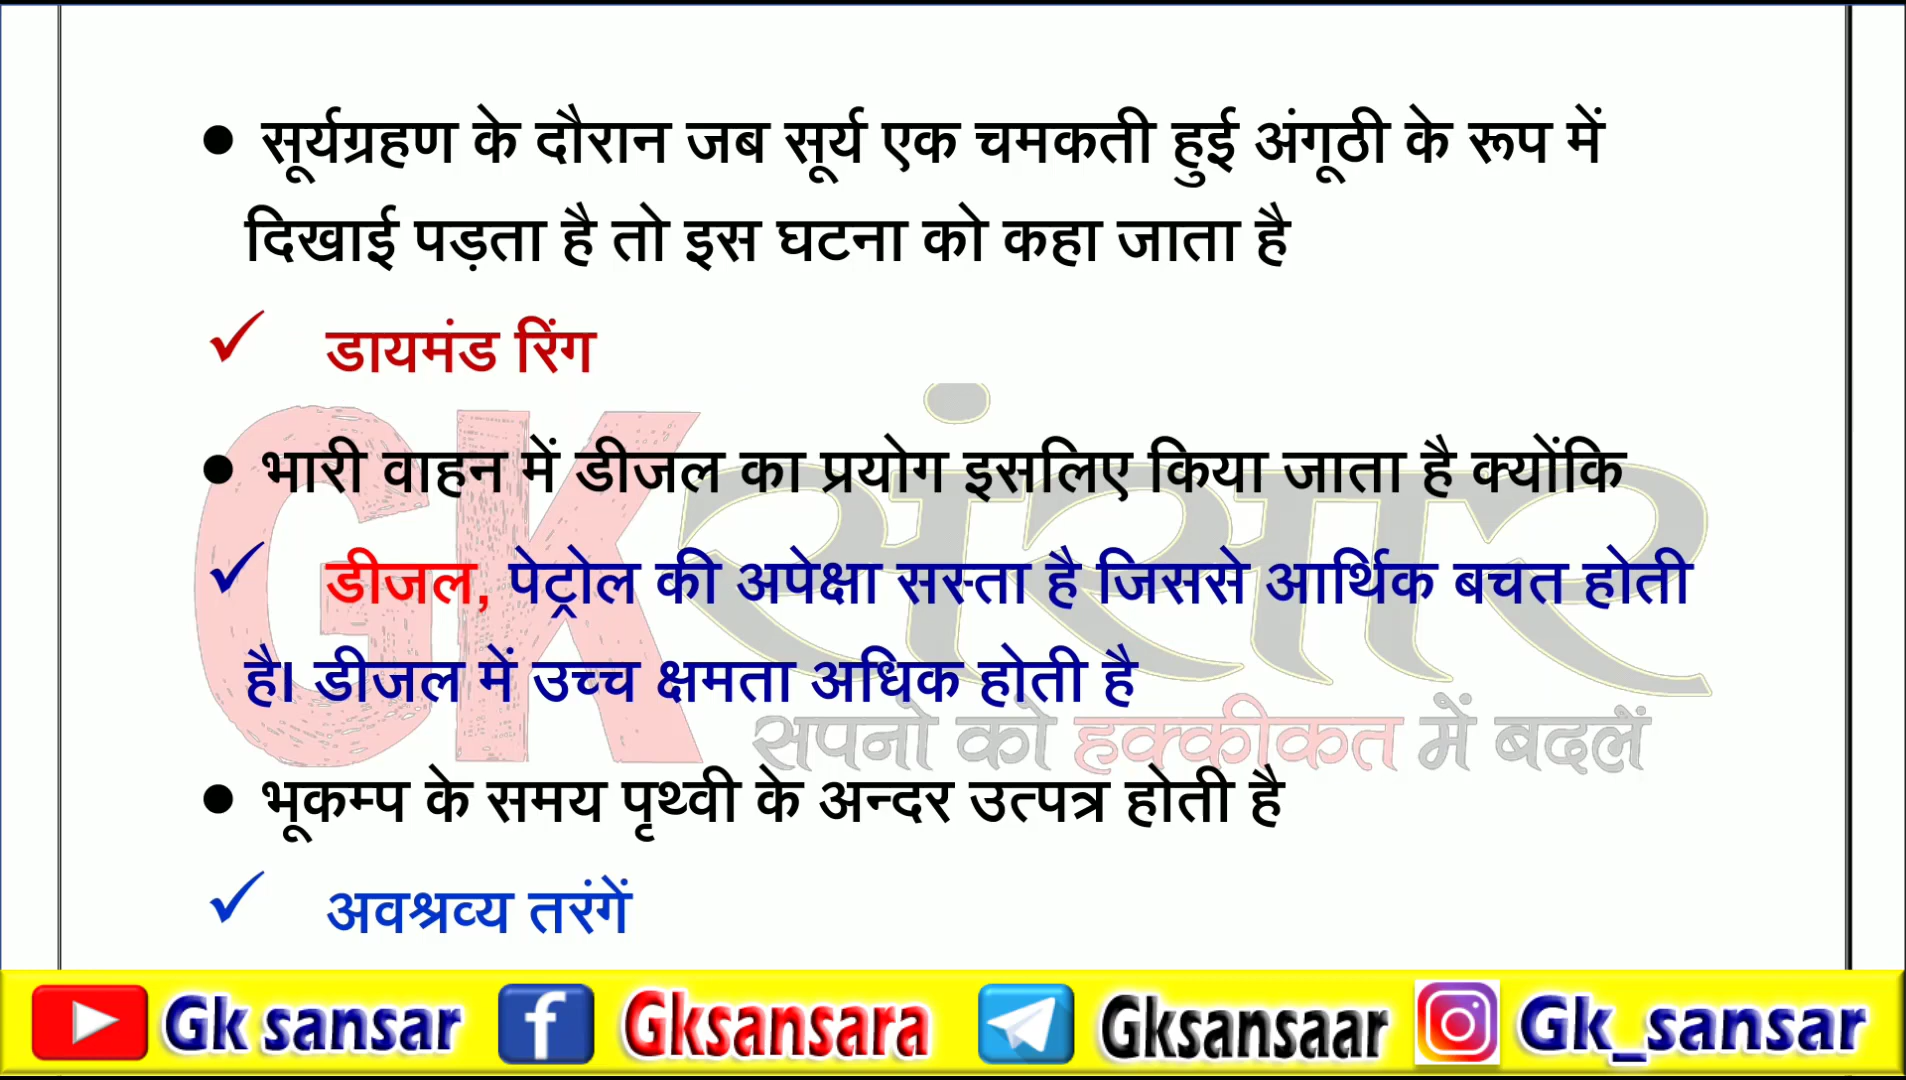 ● सूर्यग्रहण के दौरान जब सूर्य एक चमकती हुई अंगूठी के रूप में
दिखाई पड़ता है तो इस घटना को कहा जाता है
✓ डायमंड रिंग
● भारी वाहन में डीजल का प्रयोग इसलिए किया जाता है क्योंकि
✓ डीजल, पेट्रोल की अपेक्षा सस्ता है जिससे आर्थिक बचत होती
है। डीजल में उच्च क्षमता अधिक होती है
● भूकम्प के समय पृथ्वी के अन्दर उत्पत्र होती है
✓ अवश्रव्य तरंगें
GK संसार
सपनो को हक्कीकत में बदलें
Gk sansar Gksansara Gksansaar Gk_sansar